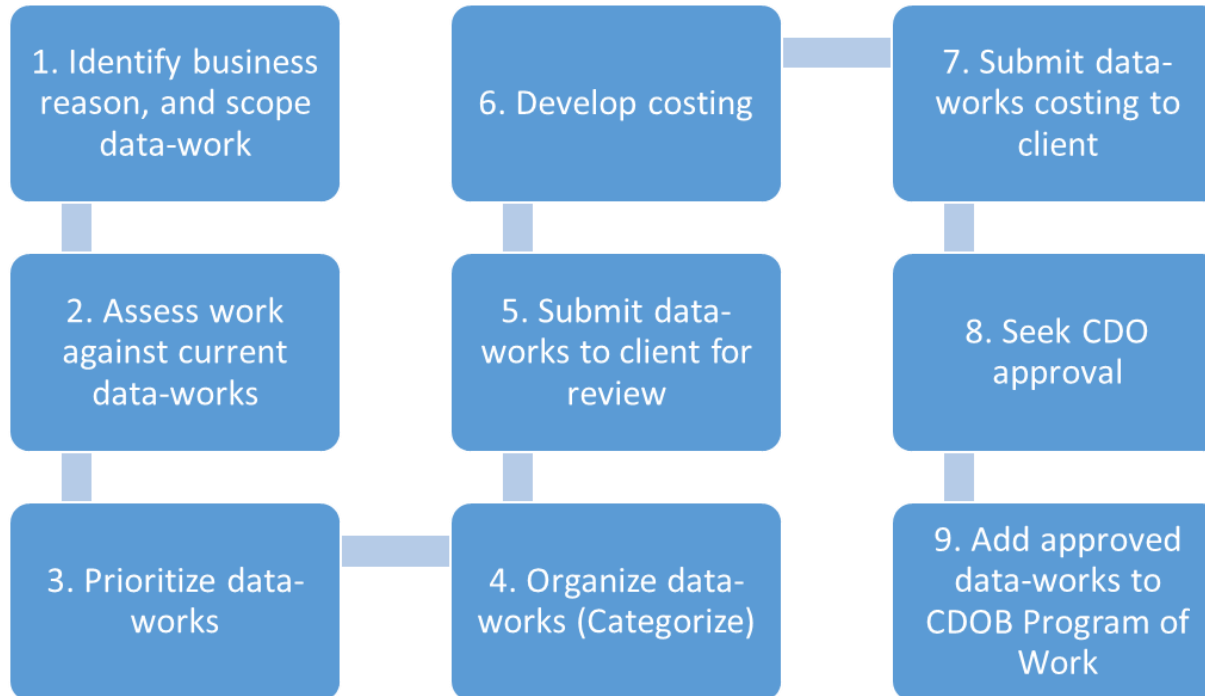 1. Identify business
reason, and scope
data-work
2. Assess work
against current
data-works
3. Prioritize data-
works
4. Organize data-
works (Categorize)
5. Submit data-
works to client for
review
6. Develop costing
7. Submit data-
works costing to
client
8. Seek CDO
approval
9. Add approved
data-works to
CDOB Program of
Work